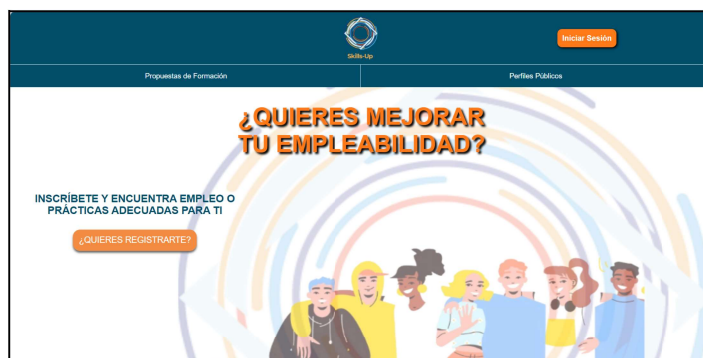 Skills-Up
Iniciar Sesión
Propuestas de Formación
Perfiles Públicos
¿QUIERES MEJORAR
TU EMPLEABILIDAD?
INSCRÍBETE Y ENCUENTRA EMPLEO O
PRÁCTICAS ADECUADAS PARA TI
¿QUIERES REGISTRARTE?